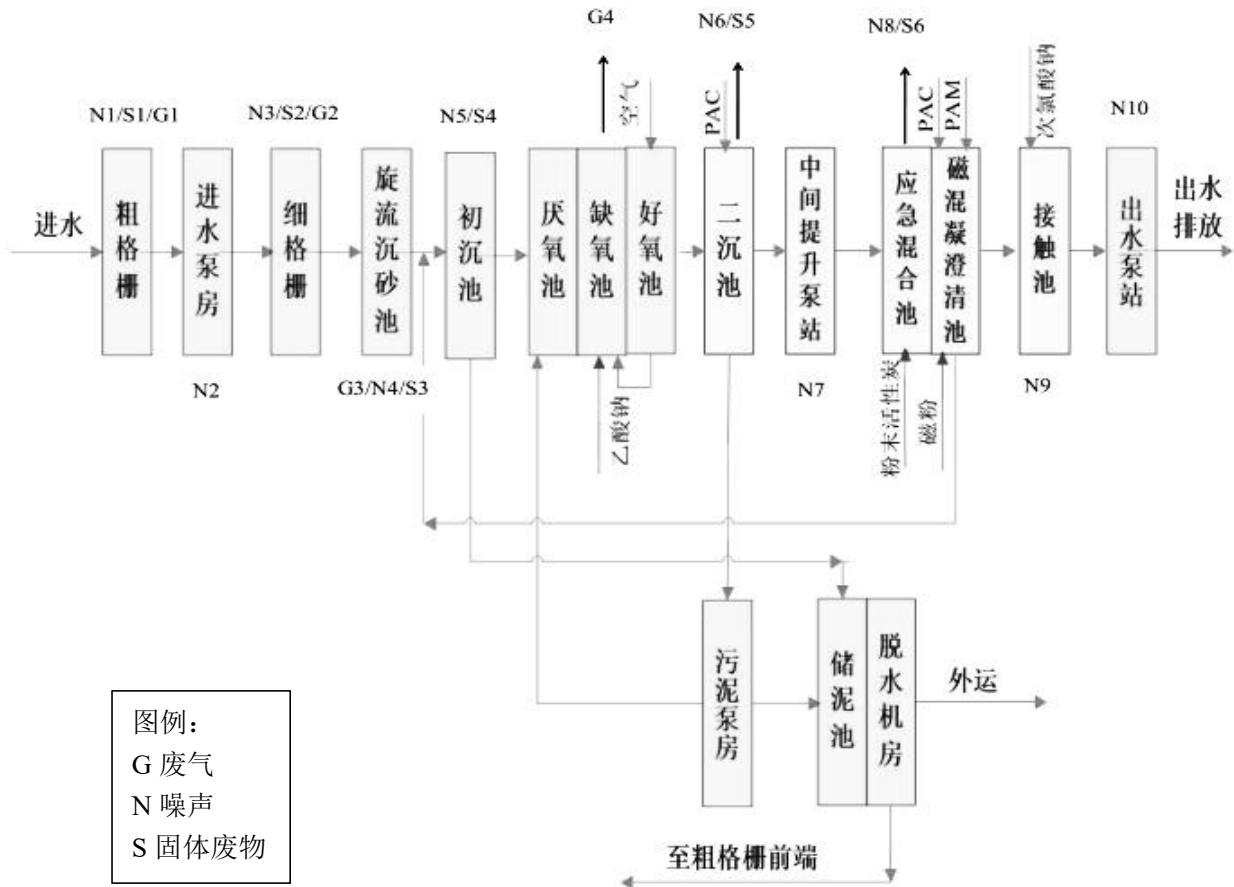 G4
N6/S5
N8/S6
N1/S1/G1
N3/S2/G2
N5/S4
空气
PAC
PAC
PAM
次氯酸钠
N10
进水
粗格栅
进水泵房
细格栅
旋流沉砂池
初沉池
厌氧池
缺氧池
好氧池
二沉池
中间提升泵站
应急混合池
磁混凝澄清池
接触池
出水泵站
出水
排放
N2
G3/N4/S3
乙酸钠
N7
粉末活性炭
磁粉
N9
污泥泵房
储泥池
脱水机房
外运
至粗格栅前端
图例：
G 废气
N 噪声
S 固体废物